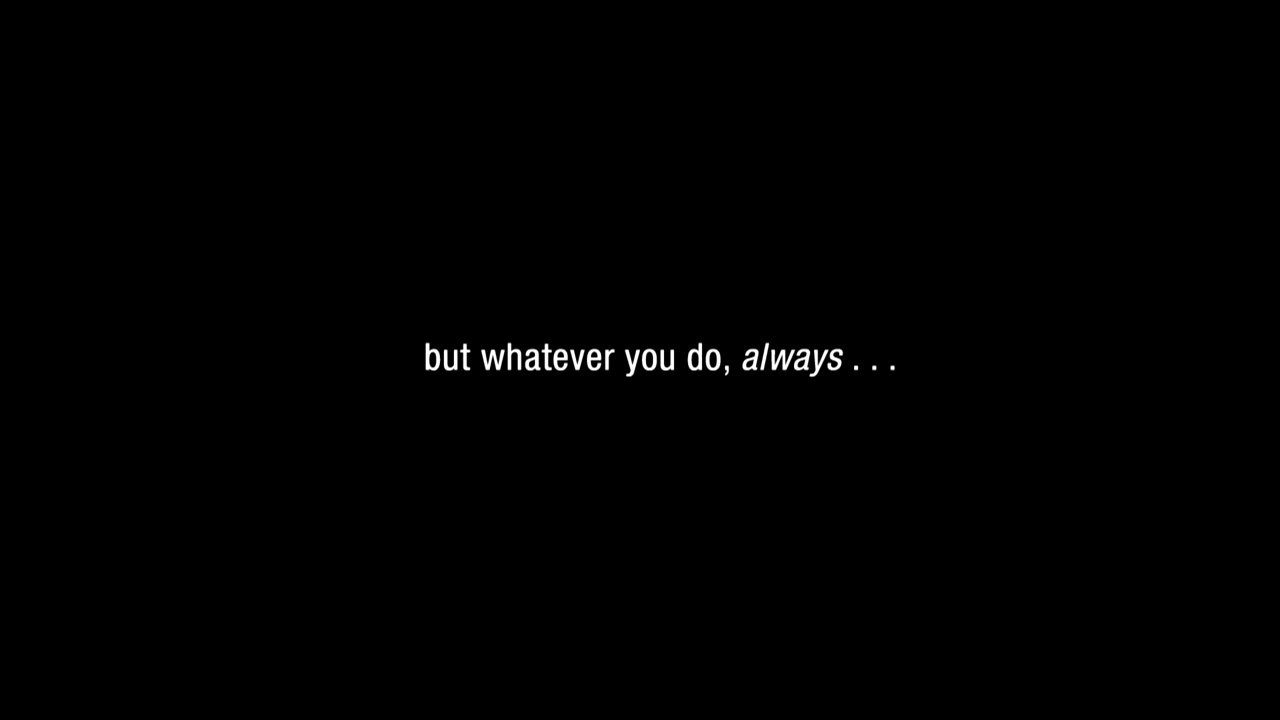 but whatever you do, always . . .